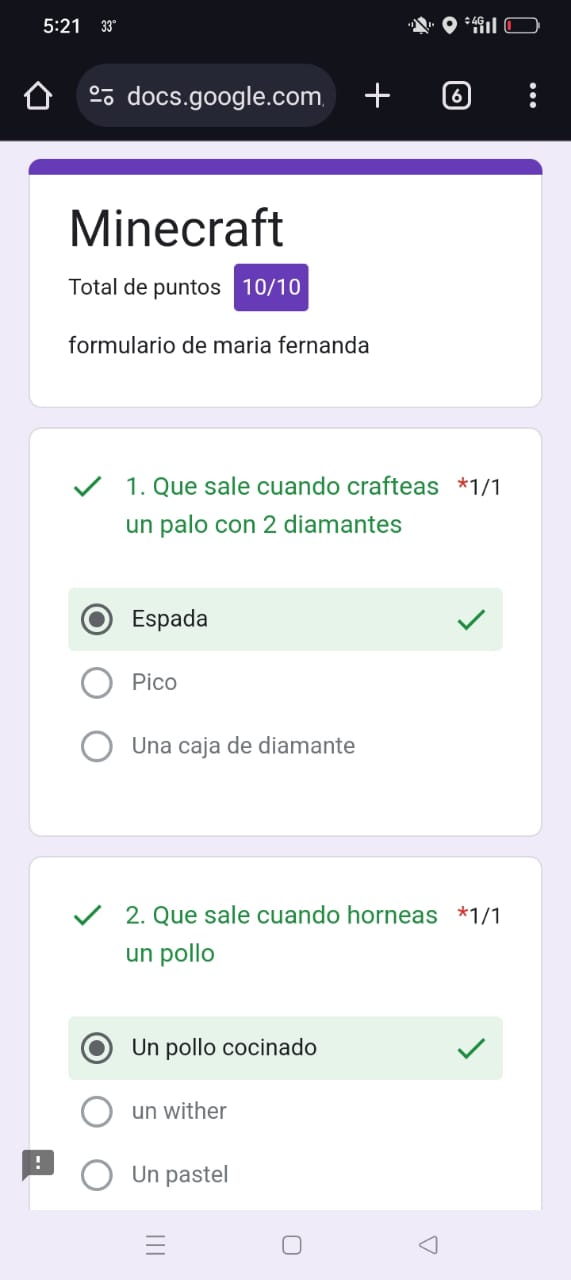 5:21 33°
4G
docs.google.com
6
Minecraft
Total de puntos 10/10
formulario de maria fernanda
1. Que sale cuando crafteas *1/1
un palo con 2 diamantes
Espada
Pico
Una caja de diamante
2. Que sale cuando horneas *1/1
un pollo
Un pollo cocinado
un wither
Un pastel